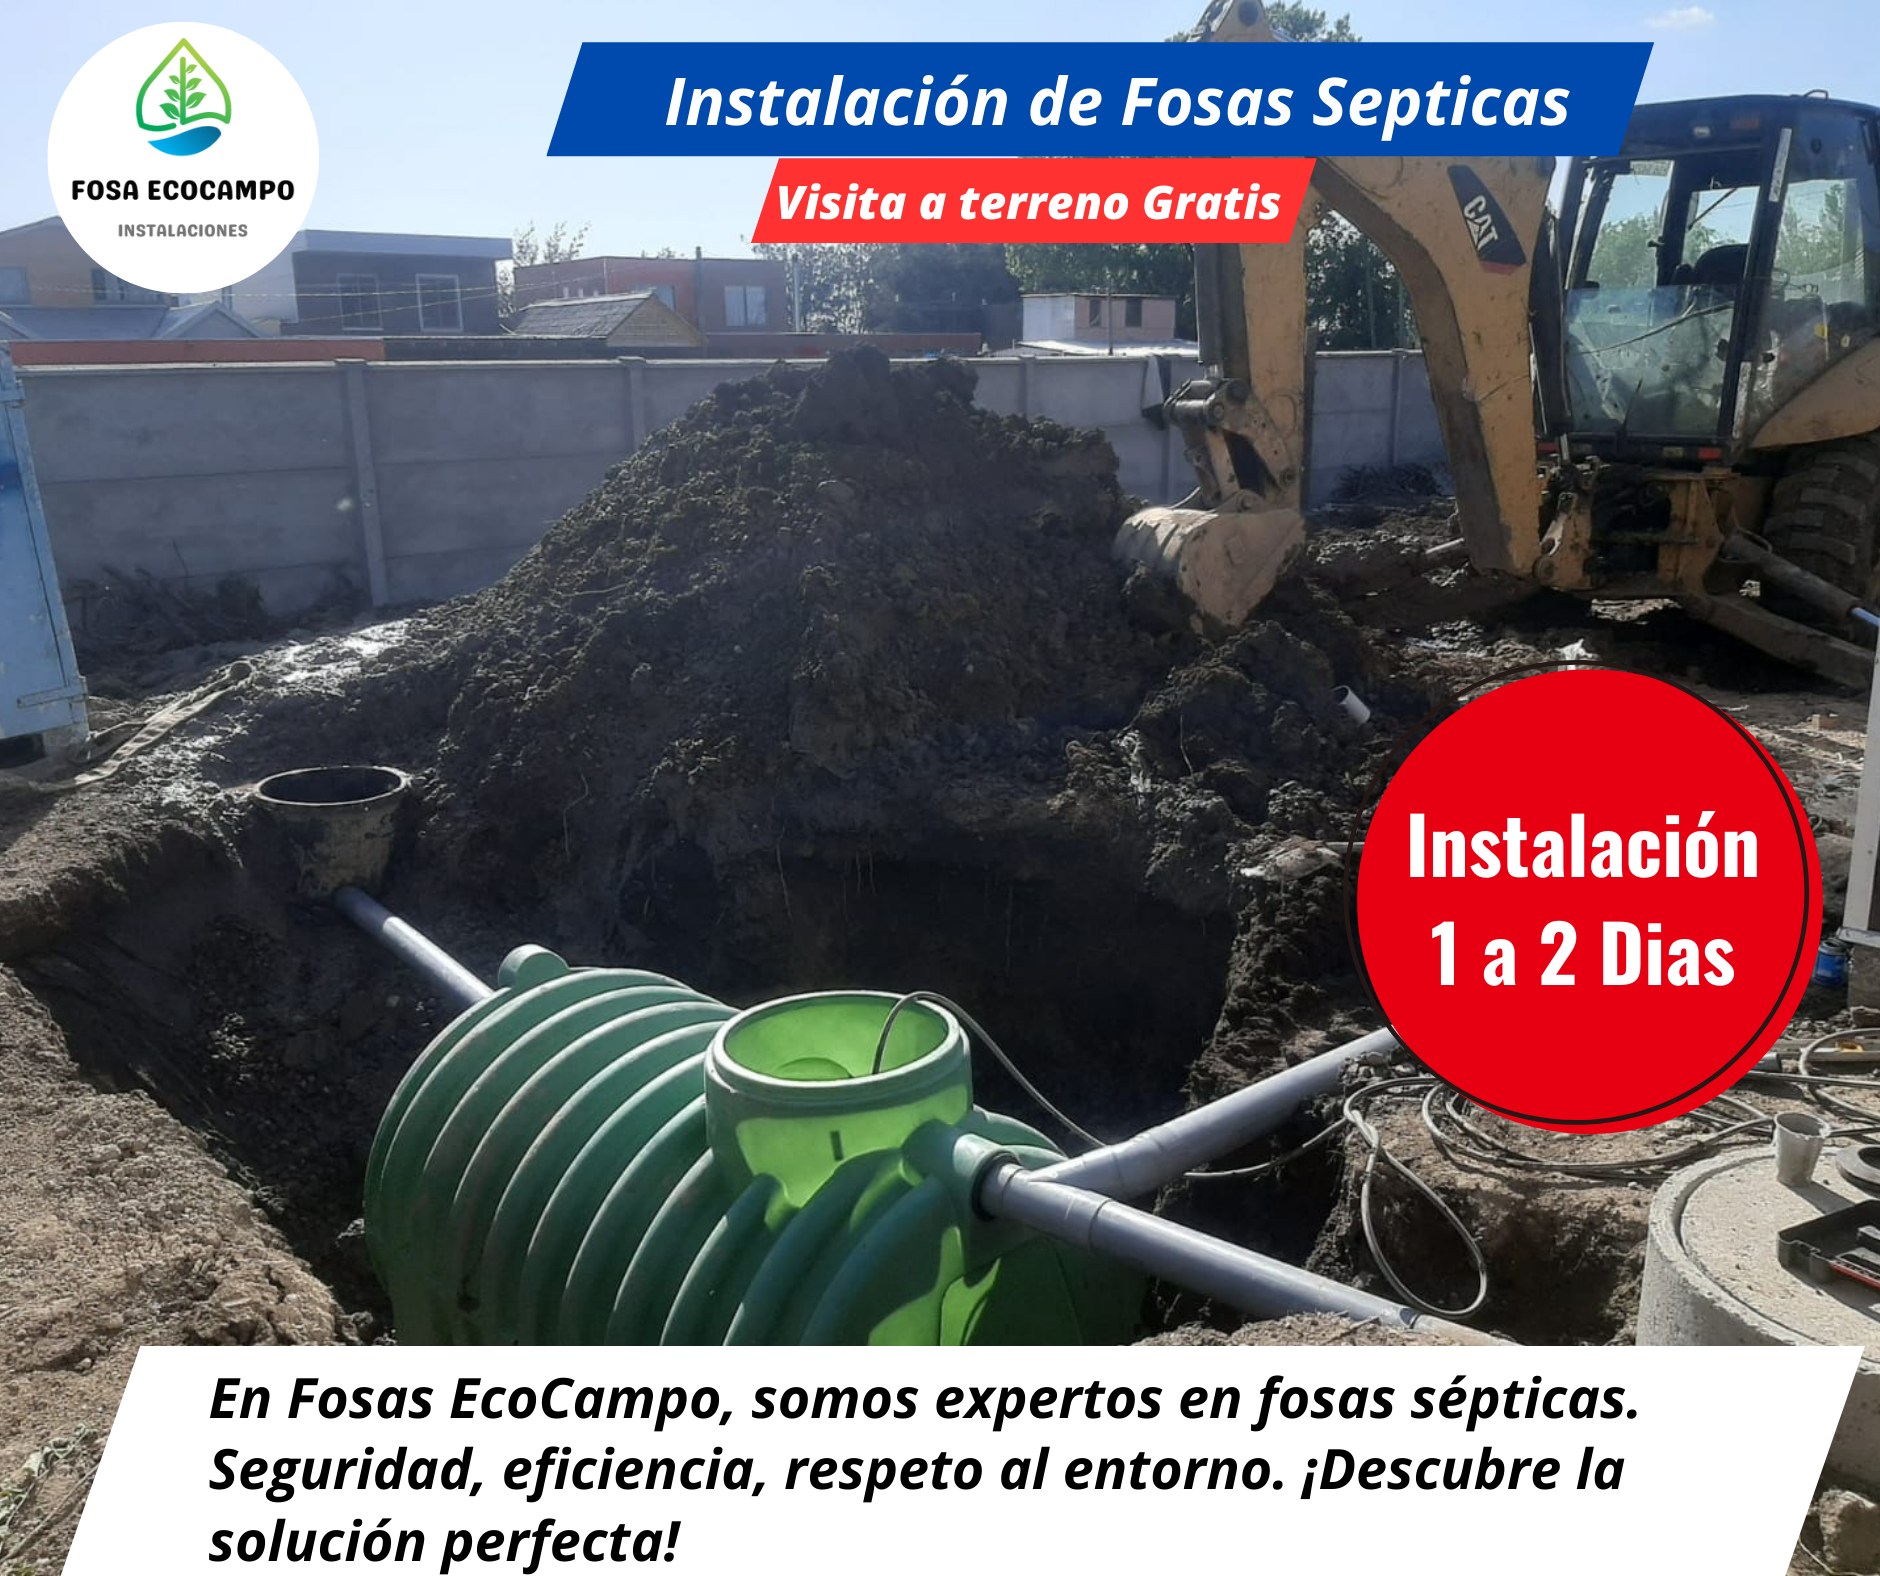 FOSA ECOCAMPO
INSTALACIONES
Instalación de Fosas Septicas
Visita a terreno Gratis
CAT
Instalación
1 a 2 Dias
En Fosas EcoCampo, somos expertos en fosas sépticas.
Seguridad, eficiencia, respeto al entorno. ¡Descubre la
solución perfecta!